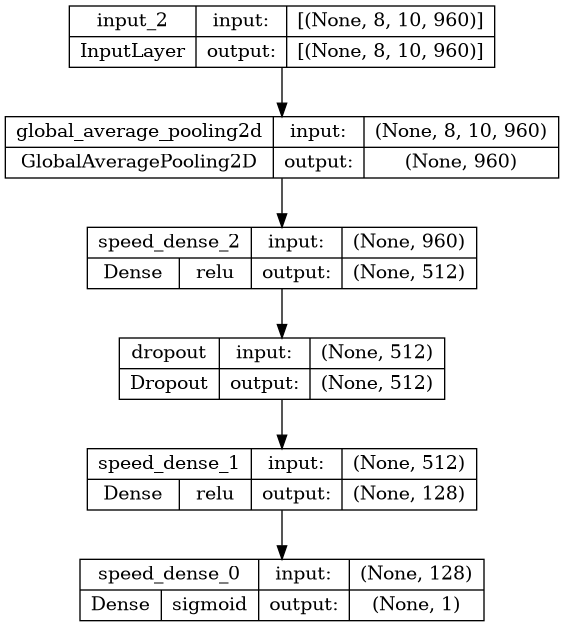 input_2 input: [(None, 8, 10, 960)]
InputLayer output: [(None, 8, 10, 960)]
global_average_pooling2d input: (None, 8, 10, 960)
GlobalAveragePooling2D output: (None, 960)
speed_dense_2 input: (None, 960)
Dense relu output: (None, 512)
dropout input: (None, 512)
Dropout output: (None, 512)
speed_dense_1 input: (None, 512)
Dense relu output: (None, 128)
speed_dense_0 input: (None, 128)
Dense sigmoid output: (None, 1)